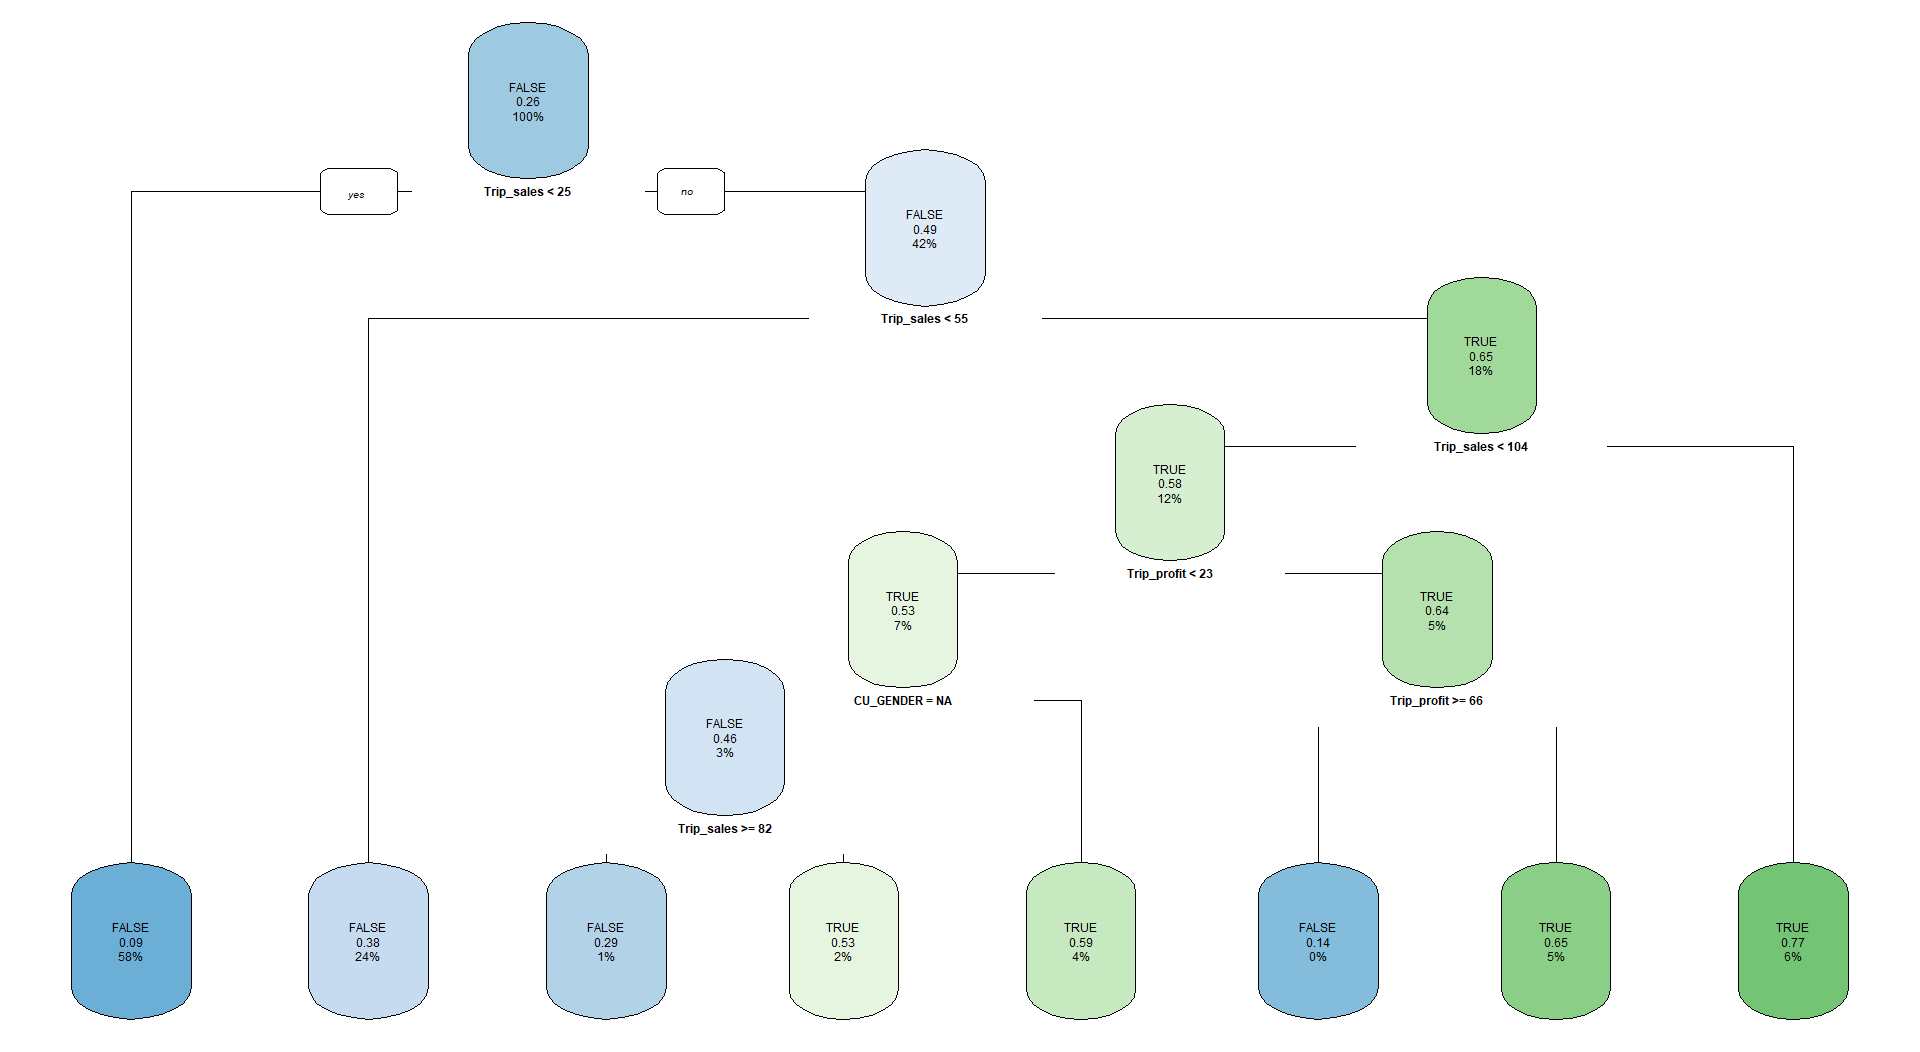 FALSE
0.26
100%
yes
Trip_sales < 25
no
FALSE
0.49
42%
Trip_sales < 55
TRUE
0.65
18%
Trip_sales < 104
TRUE
0.58
12%
Trip_profit < 23
TRUE
0.53
7%
CU_GENDER = NA
TRUE
0.64
5%
Trip_profit >= 66
FALSE
0.46
3%
Trip_sales >= 82
FALSE
0.09
58%
FALSE
0.38
24%
FALSE
0.29
1%
TRUE
0.53
2%
TRUE
0.59
4%
FALSE
0.14
0%
TRUE
0.65
5%
TRUE
0.77
6%